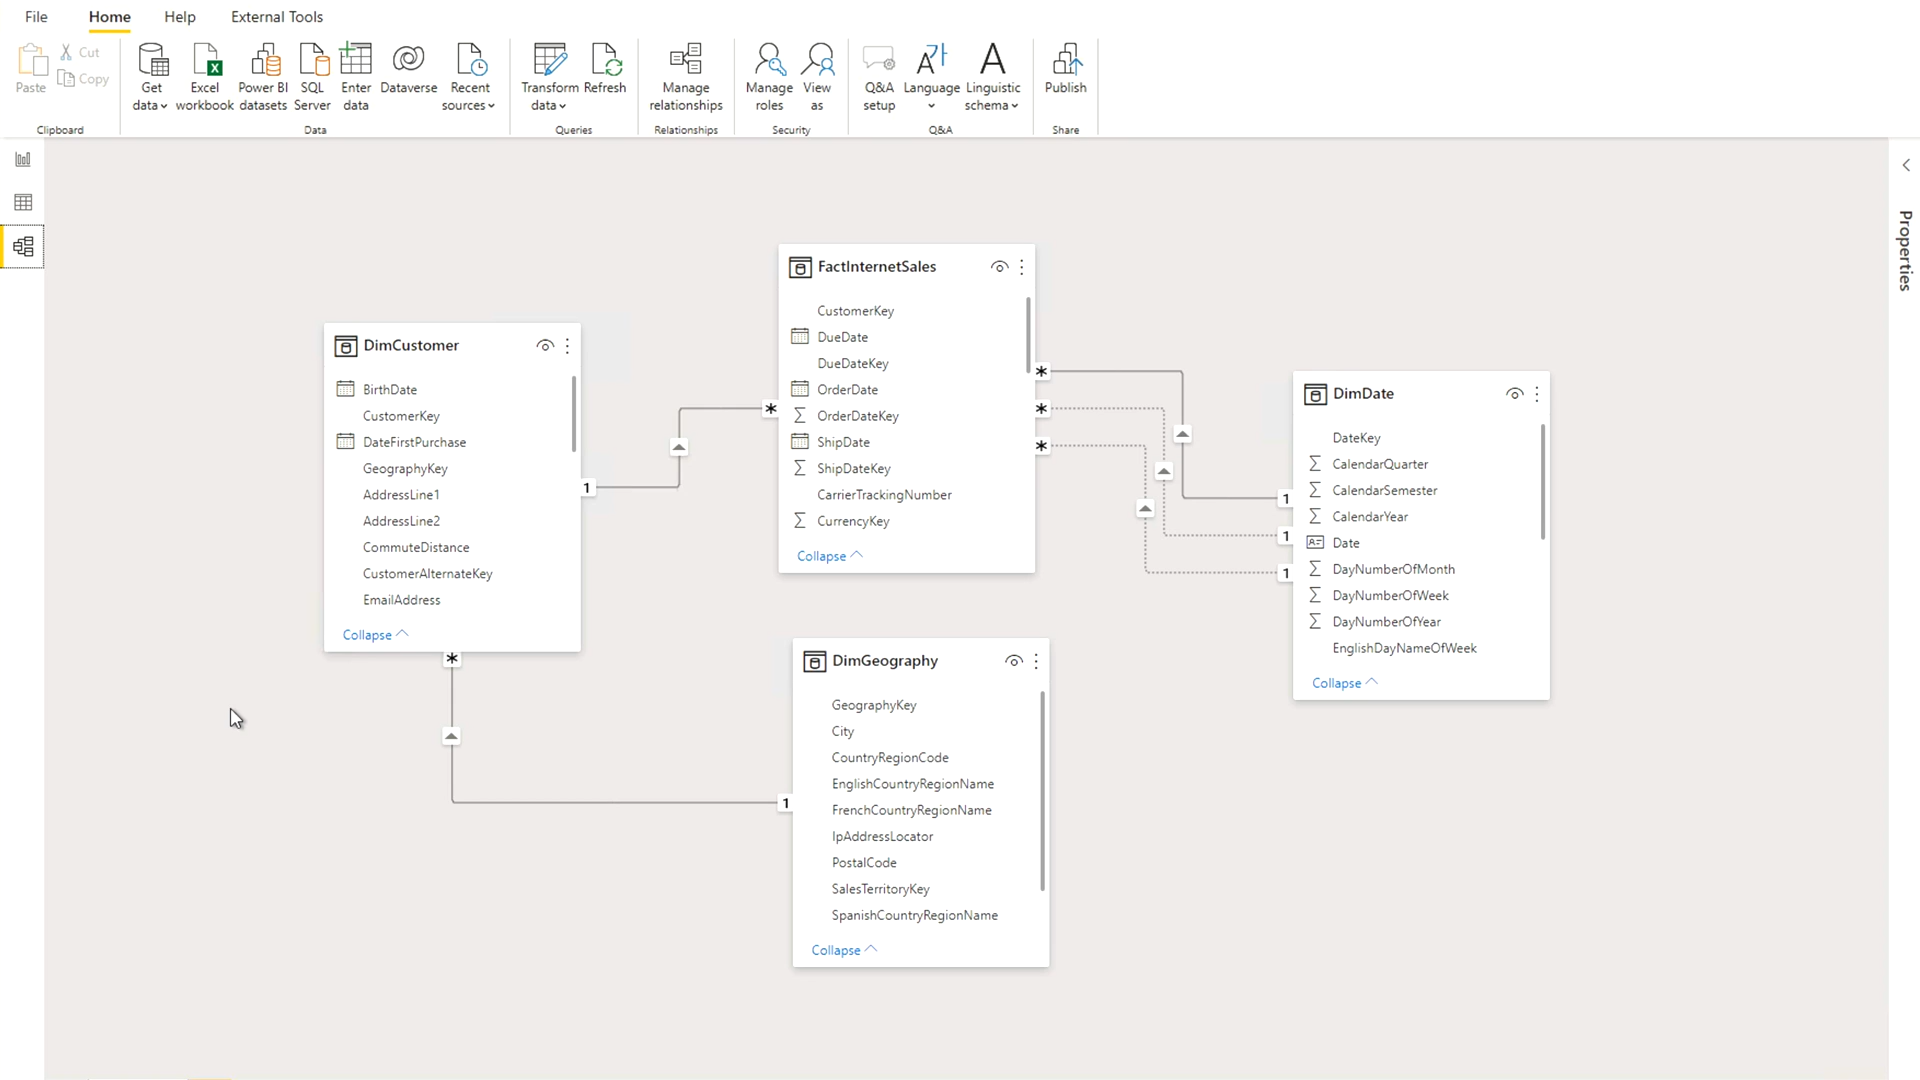 File Home Help External Tools
Paste
Cut
Copy
Get data
Excel workbook
Power BI datasets
SQL Server
Enter data
Dataverse
Recent sources
Transform data
Refresh
Manage relationships
Manage roles
View as
Q&A setup
Language
Linguistic schema
Publish
Clipboard
Data
Queries
Relationships
Security
Q&A
Share
Properties
FactInternetSales
CustomerKey
DueDate
DueDateKey
OrderDate
OrderDateKey
ShipDate
ShipDateKey
CarrierTrackingNumber
CurrencyKey
Collapse
DimCustomer
BirthDate
CustomerKey
DateFirstPurchase
GeographyKey
AddressLine1
AddressLine2
CommuteDistance
CustomerAlternateKey
EmailAddress
Collapse
DimDate
DateKey
CalendarQuarter
CalendarSemester
CalendarYear
Date
DayNumberOfMonth
DayNumberOfWeek
DayNumberOfYear
EnglishDayNameOfWeek
Collapse
DimGeography
GeographyKey
City
CountryRegionCode
EnglishCountryRegionName
FrenchCountryRegionName
IpAddressLocator
PostalCode
SalesTerritoryKey
SpanishCountryRegionName
Collapse
*
1
*
*
*
1
1
1
*
1